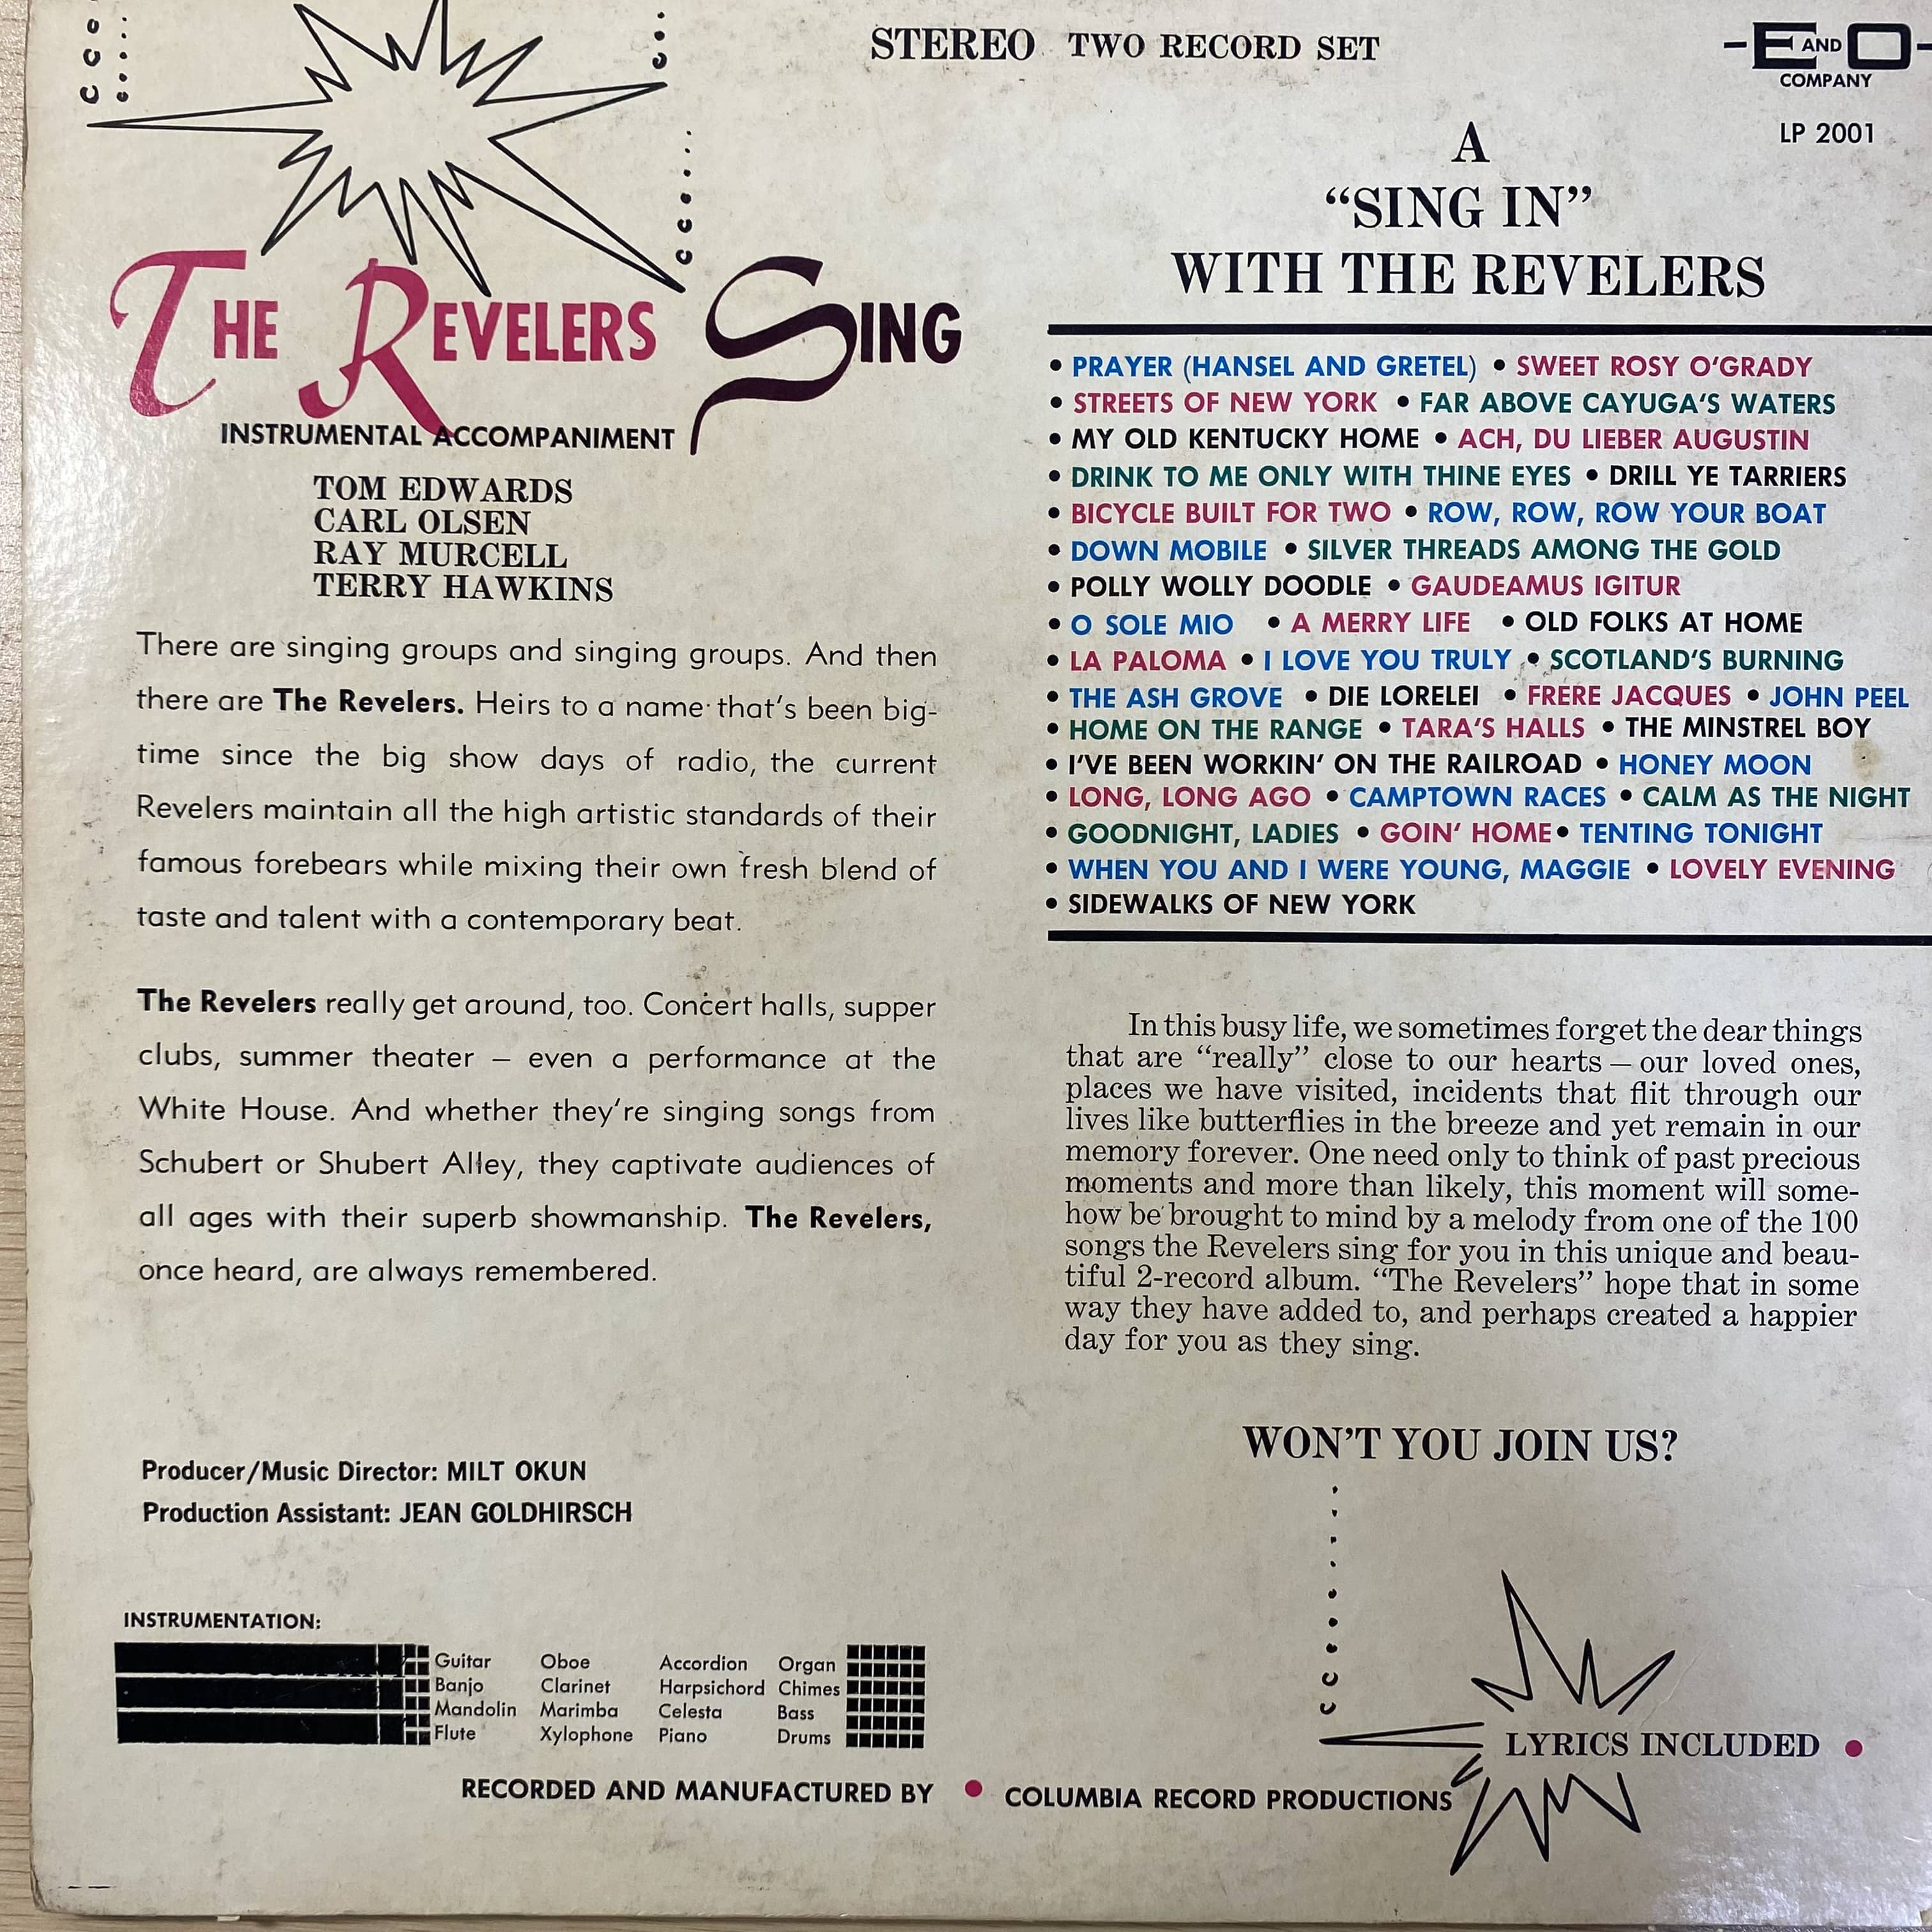 STEREO TWO RECORD SET
E AND O
COMPANY
LP 2001
THE REVELERS SING
INSTRUMENTAL ACCOMPANIMENT
TOM EDWARDS
CARL OLSEN
RAY MURCELL
TERRY HAWKINS
There are singing groups and singing groups. And then
there are The Revelers. Heirs to a name that's been big-
time since the big show days of radio, the current
Revelers maintain all the high artistic standards of their
famous forebears while mixing their own fresh blend of
taste and talent with a contemporary beat.
The Revelers really get around, too. Concert halls, supper
clubs, summer theater – even a performance at the
White House. And whether they're singing songs from
Schubert or Shubert Alley, they captivate audiences of
all ages with their superb showmanship. The Revelers,
once heard, are always remembered.
Producer/Music Director: MILT OKUN
Production Assistant: JEAN GOLDHIRSCH
INSTRUMENTATION:
Guitar Oboe Accordion Organ
Banjo Clarinet Harpsichord Chimes
Mandolin Marimba Celesta Bass
Flute Xylophone Piano Drums
A
“SING IN”
WITH THE REVELERS
• PRAYER (HANSEL AND GRETEL) • SWEET ROSY O'GRADY
• STREETS OF NEW YORK • FAR ABOVE CAYUGA'S WATERS
• MY OLD KENTUCKY HOME • ACH, DU LIEBER AUGUSTIN
• DRINK TO ME ONLY WITH THINE EYES • DRILL YE TARRIERS
• BICYCLE BUILT FOR TWO • ROW, ROW, ROW YOUR BOAT
• DOWN MOBILE • SILVER THREADS AMONG THE GOLD
• POLLY WOLLY DOODLE • GAUDEAMUS IGITUR
• O SOLE MIO • A MERRY LIFE • OLD FOLKS AT HOME
• LA PALOMA • I LOVE YOU TRULY • SCOTLAND'S BURNING
• THE ASH GROVE • DIE LORELEI • FRERE JACQUES • JOHN PEEL
• HOME ON THE RANGE • TARA'S HALLS • THE MINSTREL BOY
• I'VE BEEN WORKIN' ON THE RAILROAD • HONEY MOON
• LONG, LONG AGO • CAMPTOWN RACES • CALM AS THE NIGHT
• GOODNIGHT, LADIES • GOIN' HOME • TENTING TONIGHT
• WHEN YOU AND I WERE YOUNG, MAGGIE • LOVELY EVENING
• SIDEWALKS OF NEW YORK
In this busy life, we sometimes forget the dear things
that are “really” close to our hearts – our loved ones,
places we have visited, incidents that flit through our
lives like butterflies in the breeze and yet remain in our
memory forever. One need only to think of past precious
moments and more than likely, this moment will some-
how be brought to mind by a melody from one of the 100
songs the Revelers sing for you in this unique and beau-
tiful 2-record album. “The Revelers” hope that in some
way they have added to, and perhaps created a happier
day for you as they sing.
WON'T YOU JOIN US?
LYRICS INCLUDED •
RECORDED AND MANUFACTURED BY • COLUMBIA RECORD PRODUCTIONS